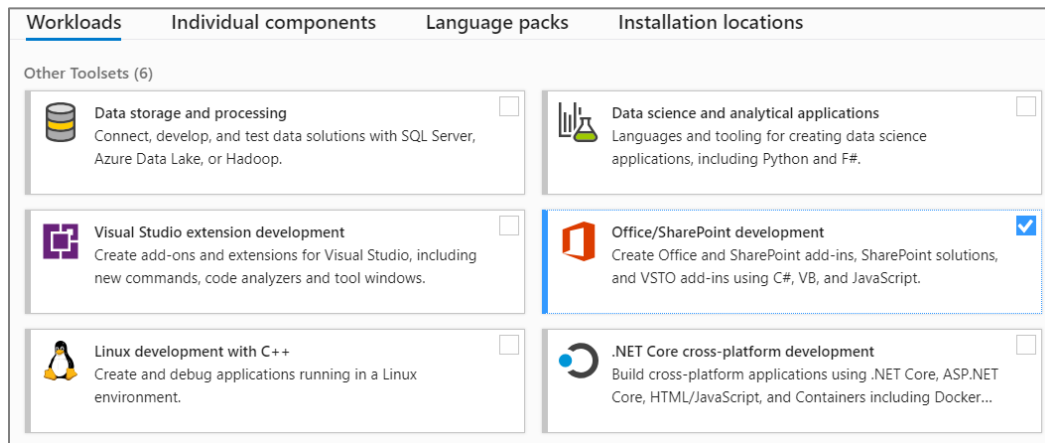 Workloads Individual components Language packs Installation locations
Other Toolsets (6)
Data storage and processing
Connect, develop, and test data solutions with SQL Server,
Azure Data Lake, or Hadoop.
Data science and analytical applications
Languages and tooling for creating data science
applications, including Python and F#.
Visual Studio extension development
Create add-ons and extensions for Visual Studio, including
new commands, code analyzers and tool windows.
Office/SharePoint development
Create Office and SharePoint add-ins, SharePoint solutions,
and VSTO add-ins using C#, VB, and JavaScript.
Linux development with C++
Create and debug applications running in a Linux
environment.
.NET Core cross-platform development
Build cross-platform applications using .NET Core, ASP.NET
Core, HTML/JavaScript, and Containers including Docker...